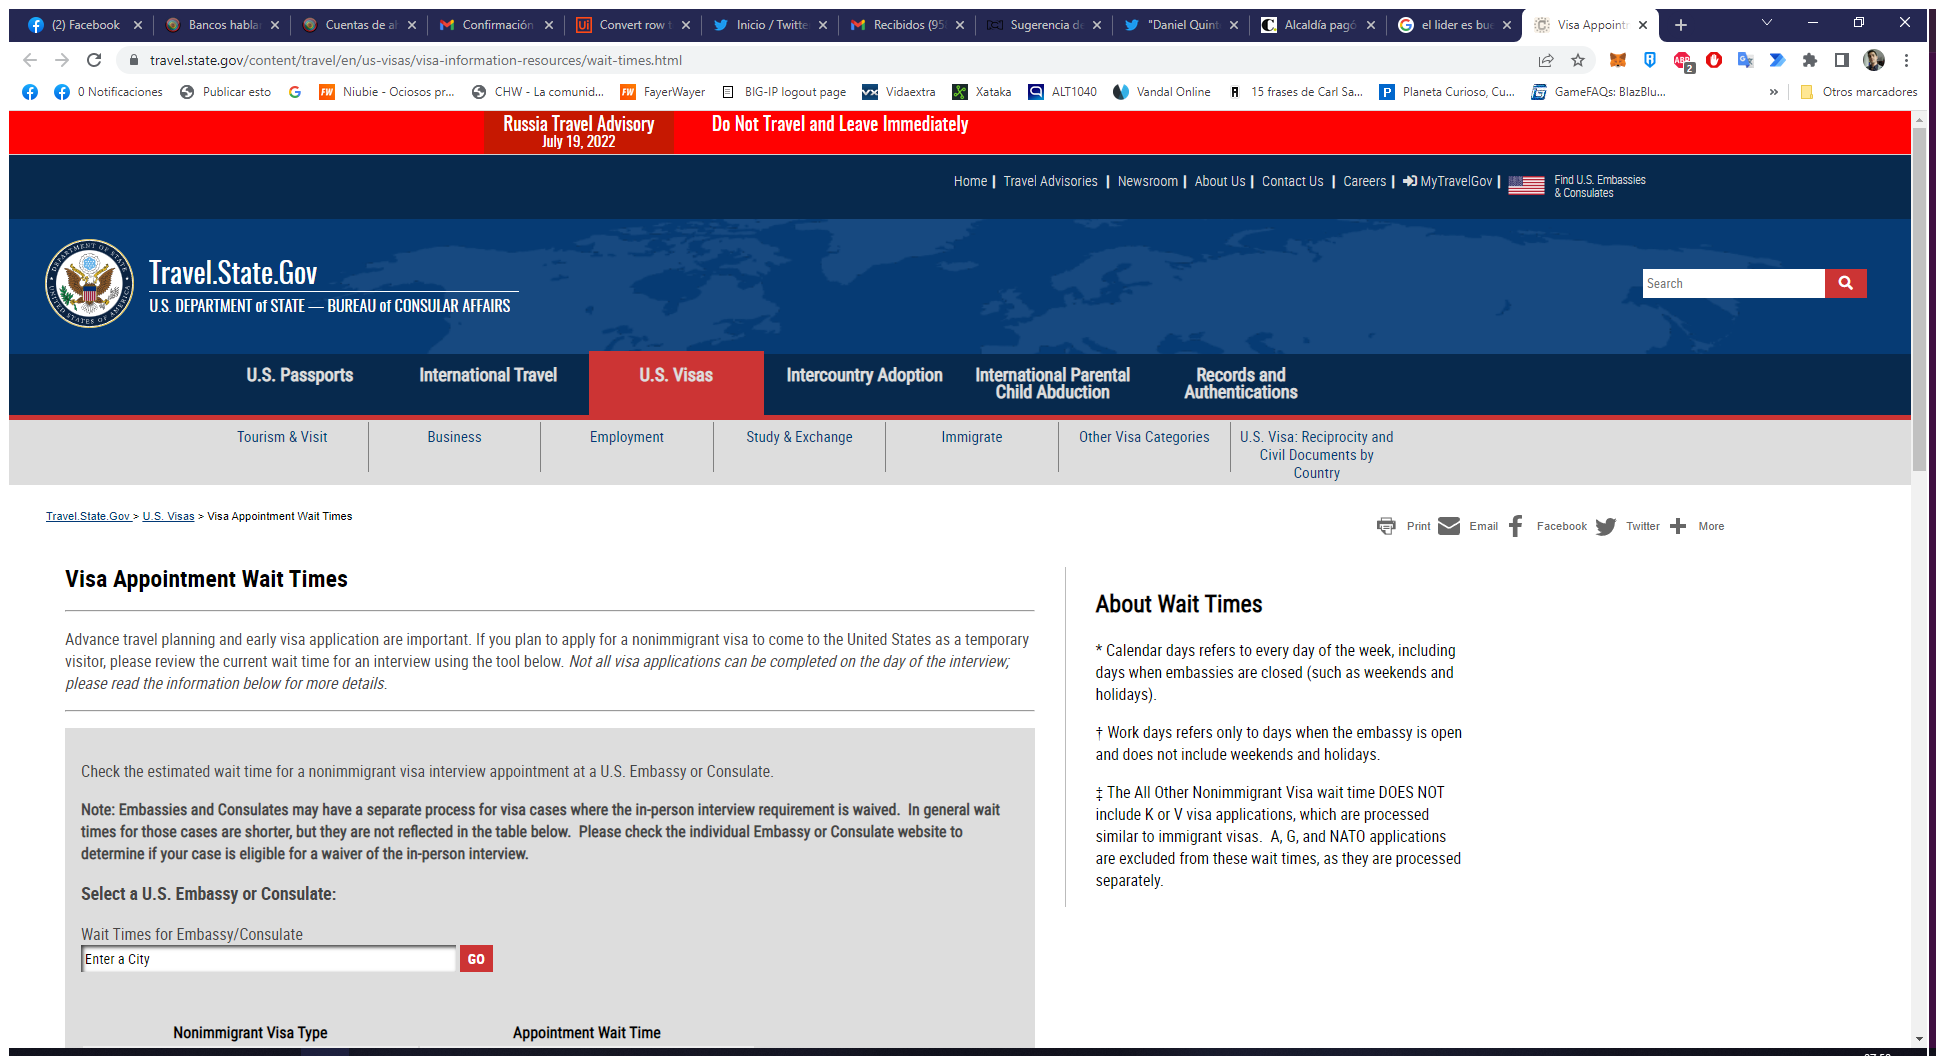 (2) Facebook
Bancos habla
Cuentas de a
Confirmación
Convert row t
Inicio / Twitte
Recibidos (95
Sugerencia de
"Daniel Quint
Alcaldía pagó
el lider es bue
Visa Appoint
travel.state.gov/content/travel/en/us-visas/visa-information-resources/wait-times.html
0 Notificaciones
Publicar esto
Niubie - Ociosos pr...
CHW - La comunid...
FayerWayer
BIG-IP logout page
Vidaextra
Xataka
ALT1040
Vandal Online
15 frases de Carl Sa...
Planeta Curioso, Cu...
GameFAQs: BlazBlu...
»
Otros marcadores
Russia Travel Advisory
July 19, 2022
Do Not Travel and Leave Immediately
Home | Travel Advisories | Newsroom | About Us | Contact Us | Careers | MyTravelGov |
Find U.S. Embassies
& Consulates
Travel.State.Gov
U.S. DEPARTMENT of STATE — BUREAU of CONSULAR AFFAIRS
Search
U.S. Passports
International Travel
U.S. Visas
Intercountry Adoption
International Parental
Child Abduction
Records and
Authentications
Tourism & Visit
Business
Employment
Study & Exchange
Immigrate
Other Visa Categories
U.S. Visa: Reciprocity and
Civil Documents by
Country
Travel.State.Gov > U.S. Visas > Visa Appointment Wait Times
Print
Email
Facebook
Twitter
More
Visa Appointment Wait Times
Advance travel planning and early visa application are important. If you plan to apply for a nonimmigrant visa to come to the United States as a temporary
visitor, please review the current wait time for an interview using the tool below. Not all visa applications can be completed on the day of the interview;
please read the information below for more details.
Check the estimated wait time for a nonimmigrant visa interview appointment at a U.S. Embassy or Consulate.
Note: Embassies and Consulates may have a separate process for visa cases where the in-person interview requirement is waived. In general wait
times for those cases are shorter, but they are not reflected in the table below. Please check the individual Embassy or Consulate website to
determine if your case is eligible for a waiver of the in-person interview.
Select a U.S. Embassy or Consulate:
Wait Times for Embassy/Consulate
Enter a City
GO
Nonimmigrant Visa Type
Appointment Wait Time
About Wait Times
* Calendar days refers to every day of the week, including
days when embassies are closed (such as weekends and
holidays).
† Work days refers only to days when the embassy is open
and does not include weekends and holidays.
‡ The All Other Nonimmigrant Visa wait time DOES NOT
include K or V visa applications, which are processed
similar to immigrant visas. A, G, and NATO applications
are excluded from these wait times, as they are processed
separately.